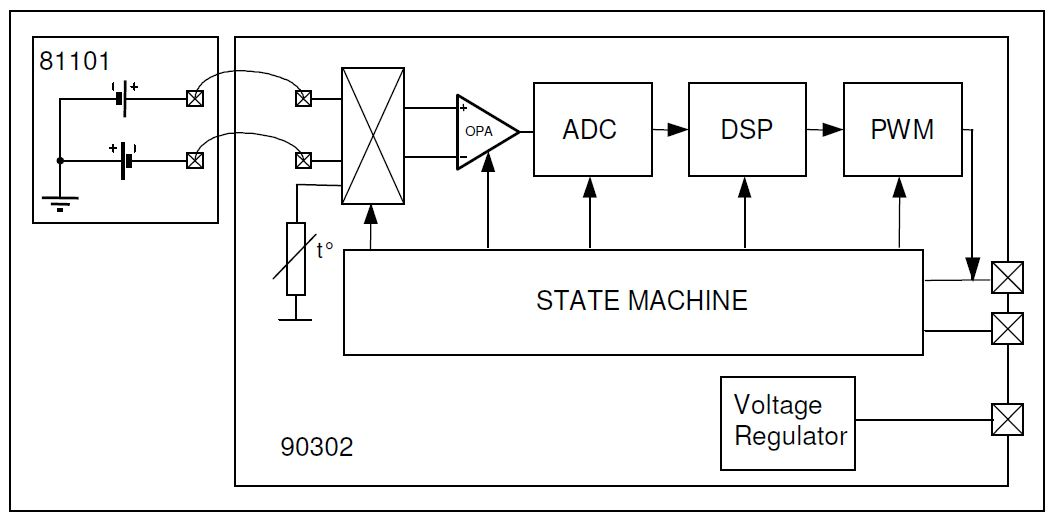 81101
- +
+ -
+
OPA
-
ADC
DSP
PWM
t°
STATE MACHINE
Voltage
Regulator
90302